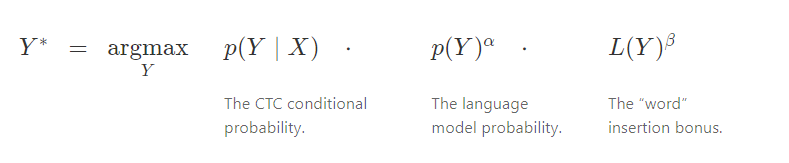 Y* = argmax p(Y | X) · p(Y)^α · L(Y)^β
Y
The CTC conditional probability.
The language model probability.
The “word” insertion bonus.